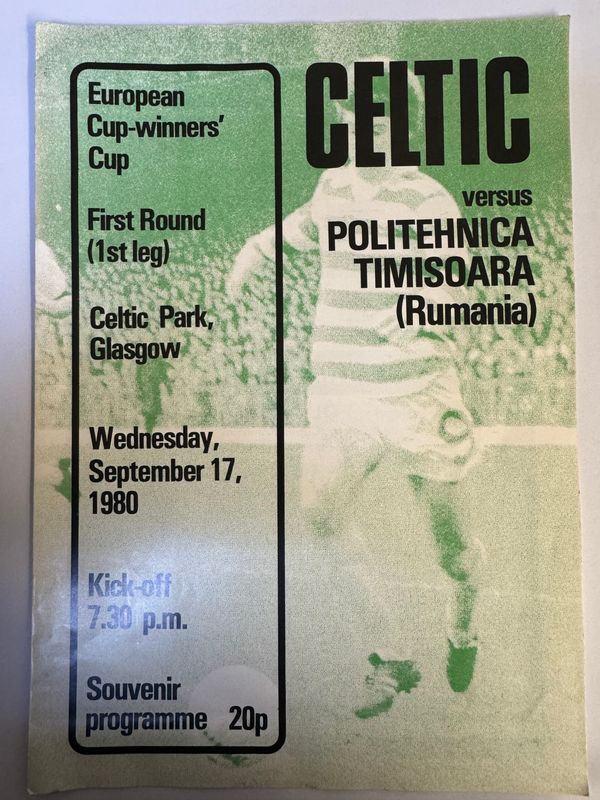 European
Cup-winners'
Cup
First Round
(1st leg)
Celtic Park,
Glasgow
Wednesday,
September 17,
1980
Kick-off
7.30 p.m.
Souvenir
programme 20p
CELTIC
versus
POLITEHNICA
TIMISOARA
(Rumania)